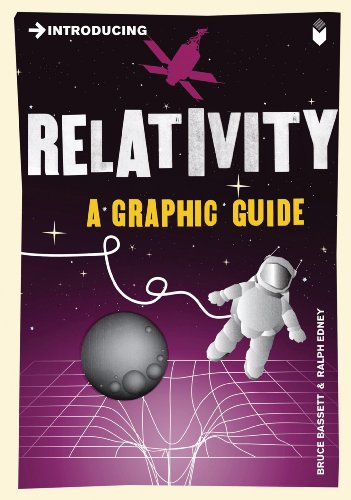 INTRODUCING
RELATIVITY
A GRAPHIC GUIDE
BRUCE BASSETT & RALPH EDNEY